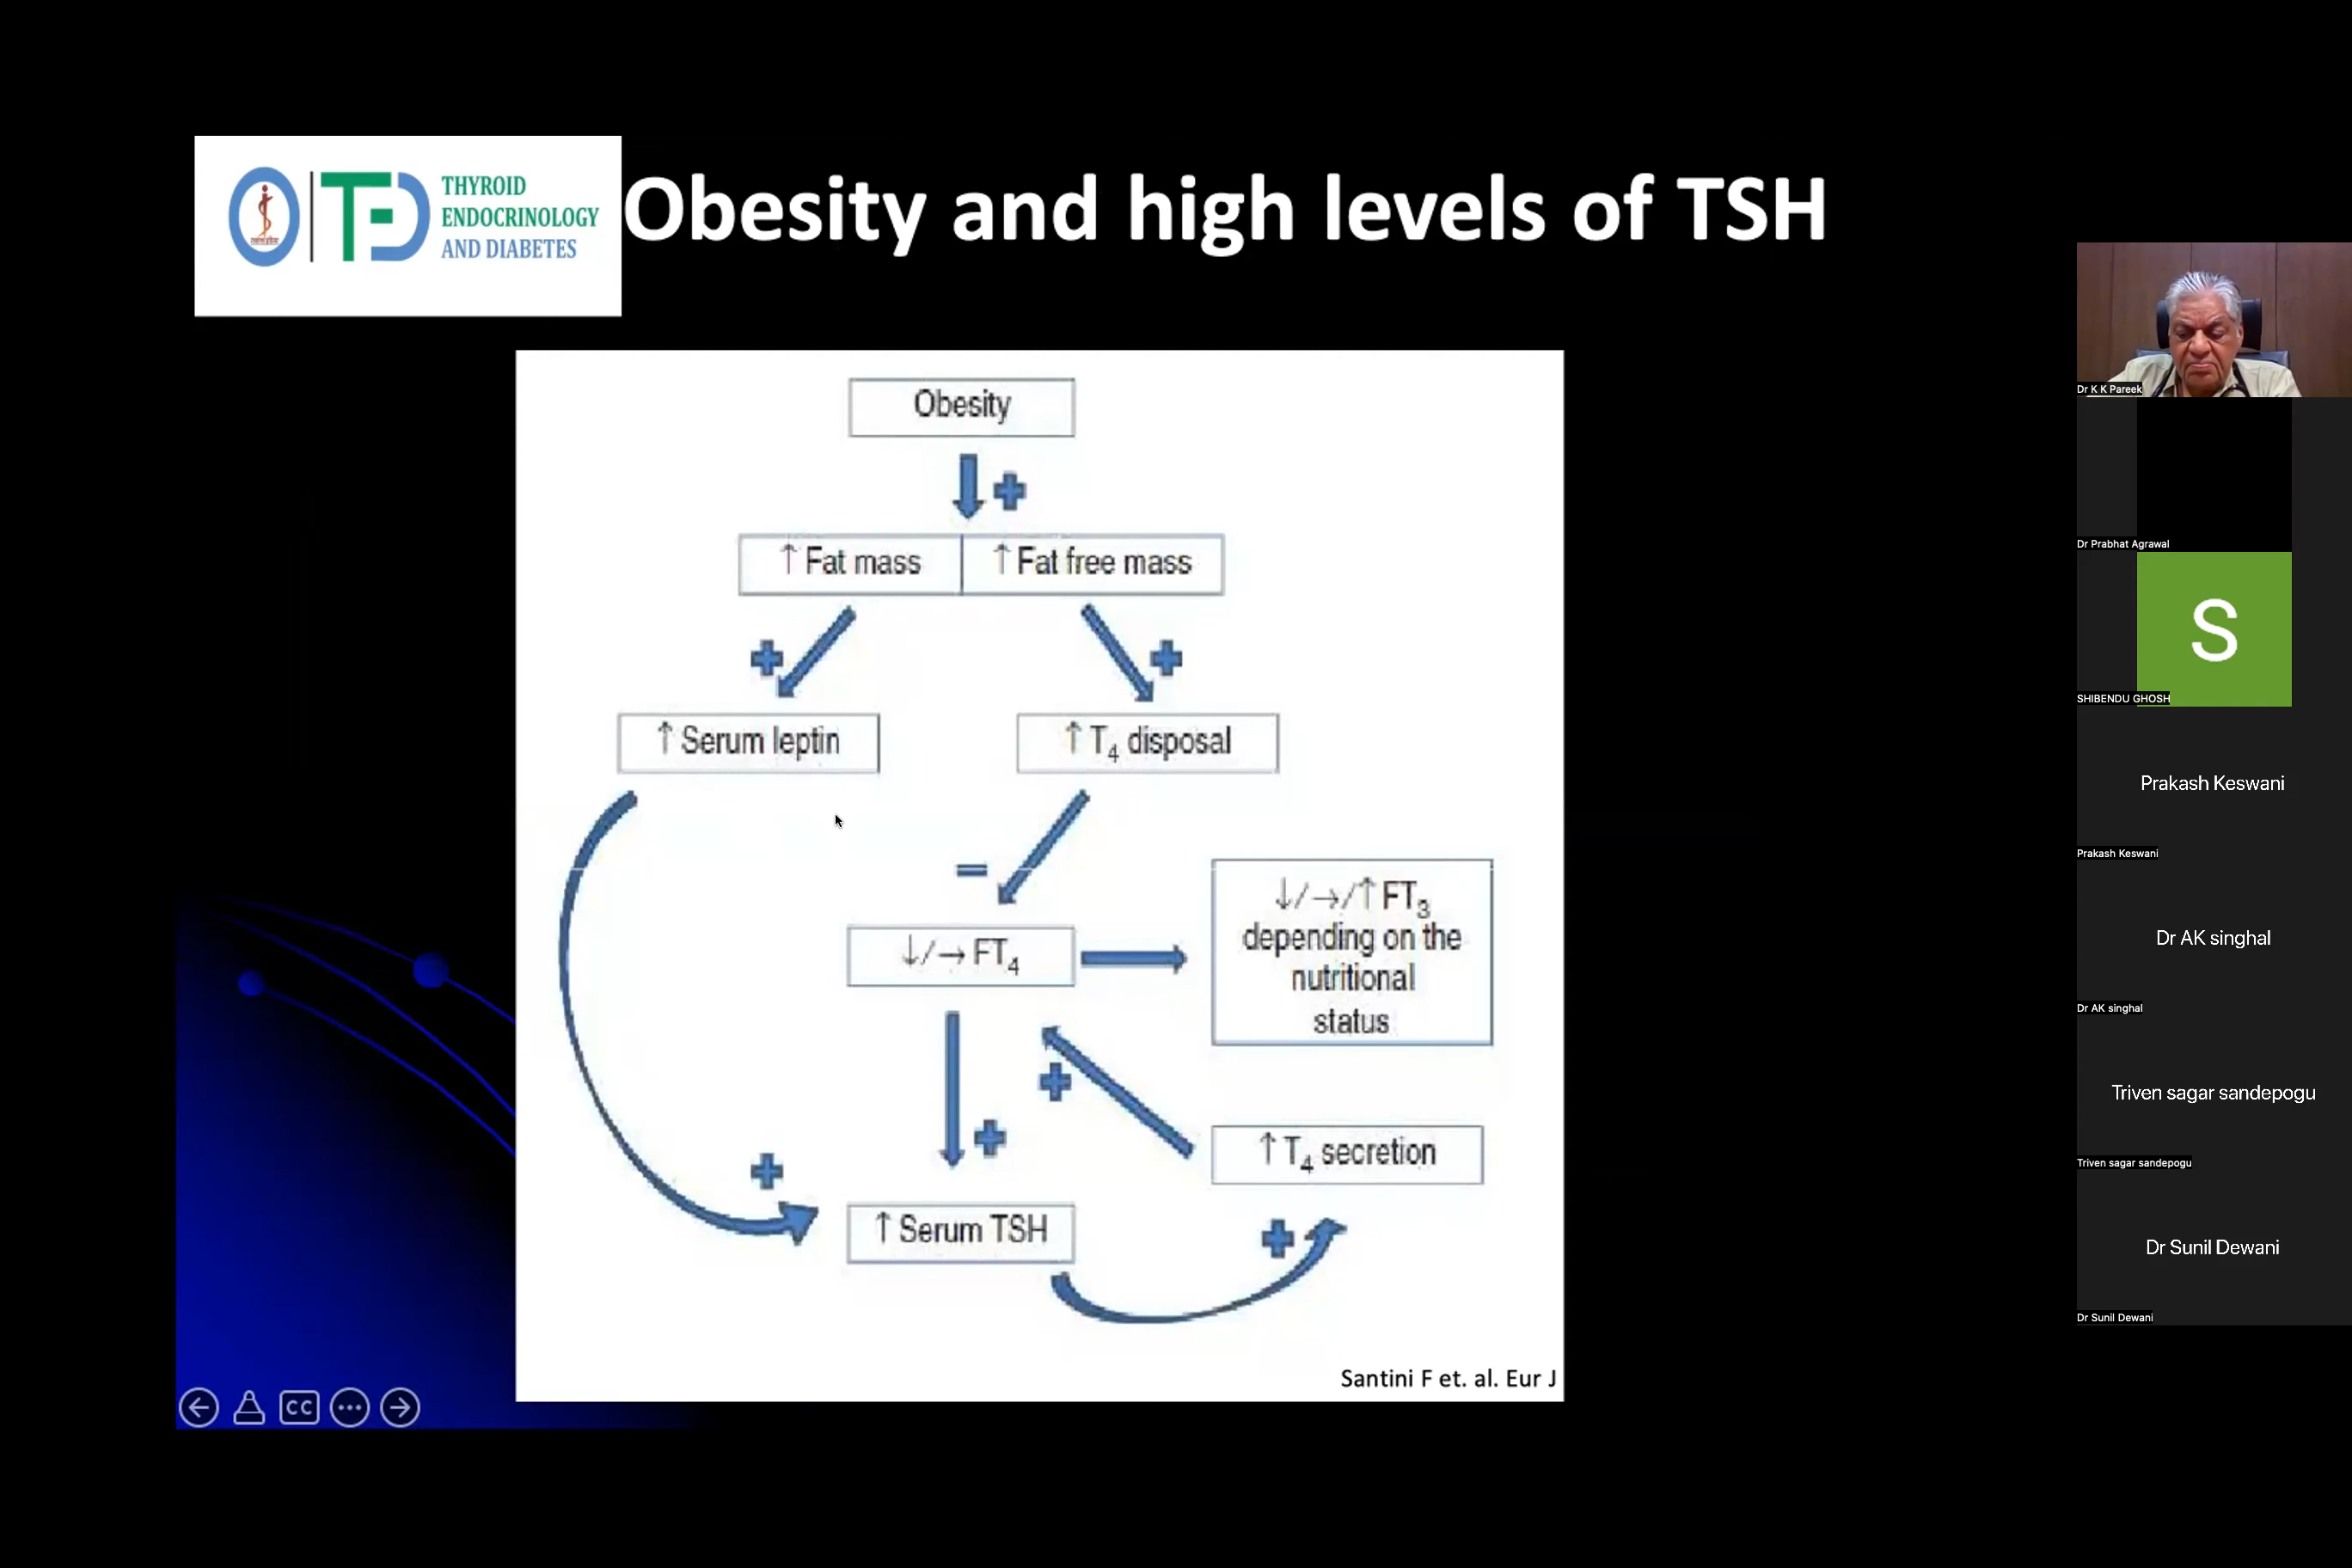 THYROID
ENDOCRINOLOGY
AND DIABETES
Obesity and high levels of TSH
Obesity
↑ Fat mass
↑ Fat free mass
↑ Serum leptin
↑ T₄ disposal
↓/→ FT₄
↓/→/↑ FT₃
depending on the
nutritional
status
↑ T₄ secretion
↑ Serum TSH
Santini F et. al. Eur J
CC
Dr K K Pareek
Dr Prabhat Agrawal
S
SHIBENDU GHOSH
Prakash Keswani
Prakash Keswani
Dr AK singhal
Dr AK singhal
Triven sagar sandepogu
Triven sagar sandepogu
Dr Sunil Dewani
Dr Sunil Dewani